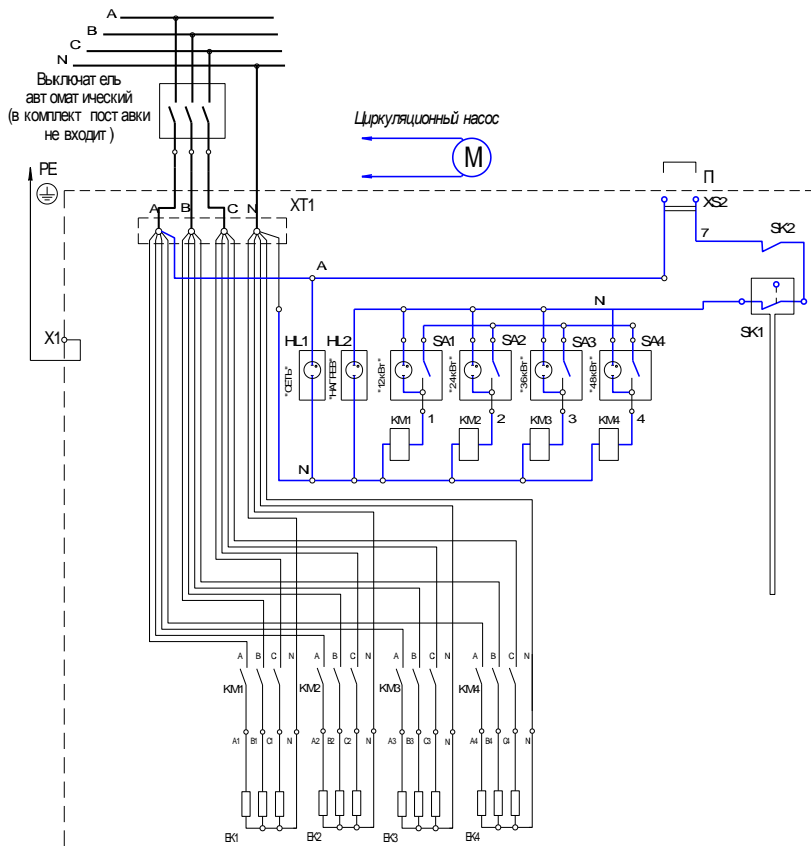 A
B
C
N
Выключатель
автоматический
(в комплект поставки
не входит)
Циркуляционный насос
M
PE
П
XS2
A B C N XT1
7 SK2
A
X1
N
SK1
HL1 HL2 SA1 SA2 SA3 SA4
"СЕТЬ" "НАГРЕВ" "12кВт" "24кВт" "36кВт" "48кВт"
KM1 1 KM2 2 KM3 3 KM4 4
N
A B C N A B C N A B C N A B C N
KM1 KM2 KM3 KM4
A1 B1 C1 N A2 B2 C2 N A3 B3 C3 N A4 B4 C4 N
EK1 EK2 EK3 EK4